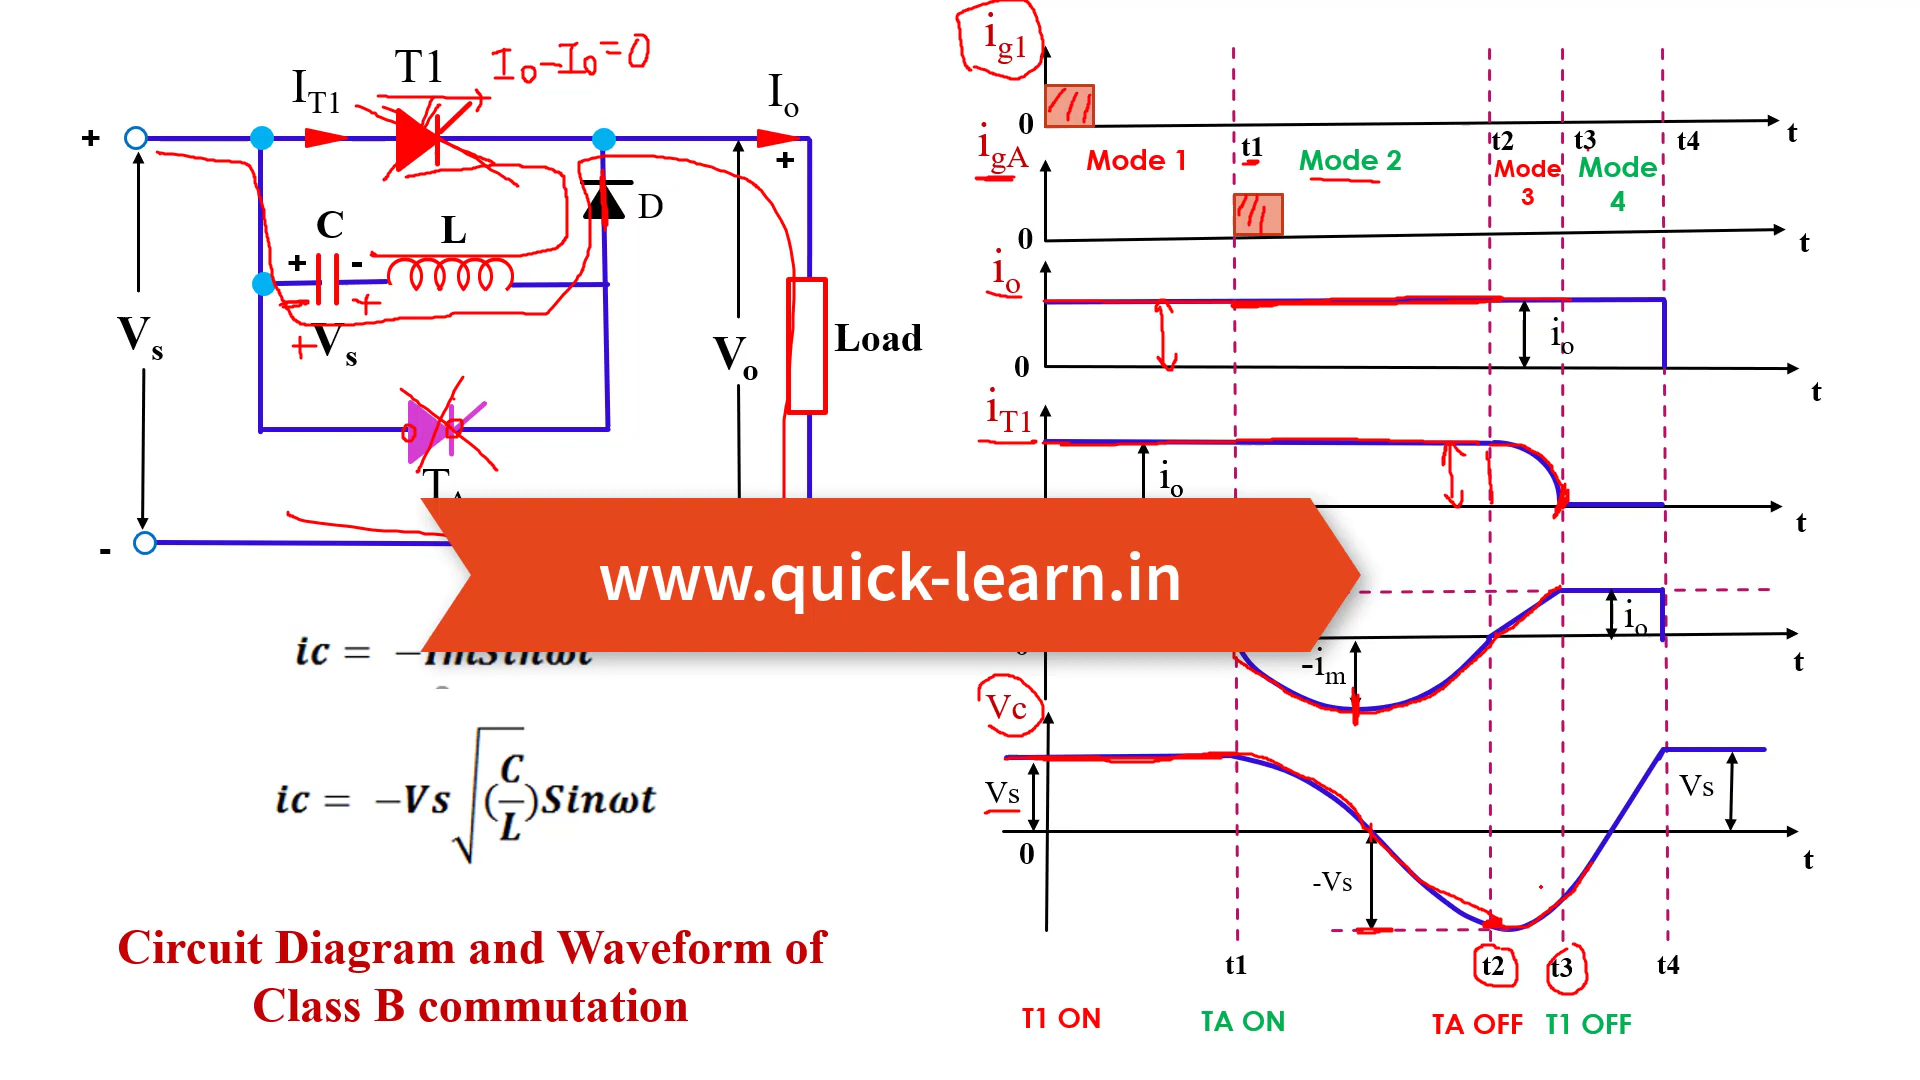 I_T1
T1
I_o - I_o = 0
I_o
+
+
C
L
D
+ -
- +
+
V_s
V_s
V_o
Load
-
www.quick-learn.in
ic = -ImSinωt
ic = -Vs √(C/L) Sinωt
Circuit Diagram and Waveform of
Class B commutation
i_g1
0
t
t1
t2
t3
t4
i_gA
Mode 1
Mode 2
Mode 3
Mode 4
0
t
i_o
i_o
0
t
i_T1
i_o
t
-i_m
i_o
t
Vc
Vs
-Vs
Vs
0
t
t1
t2
t3
t4
T1 ON
TA ON
TA OFF
T1 OFF